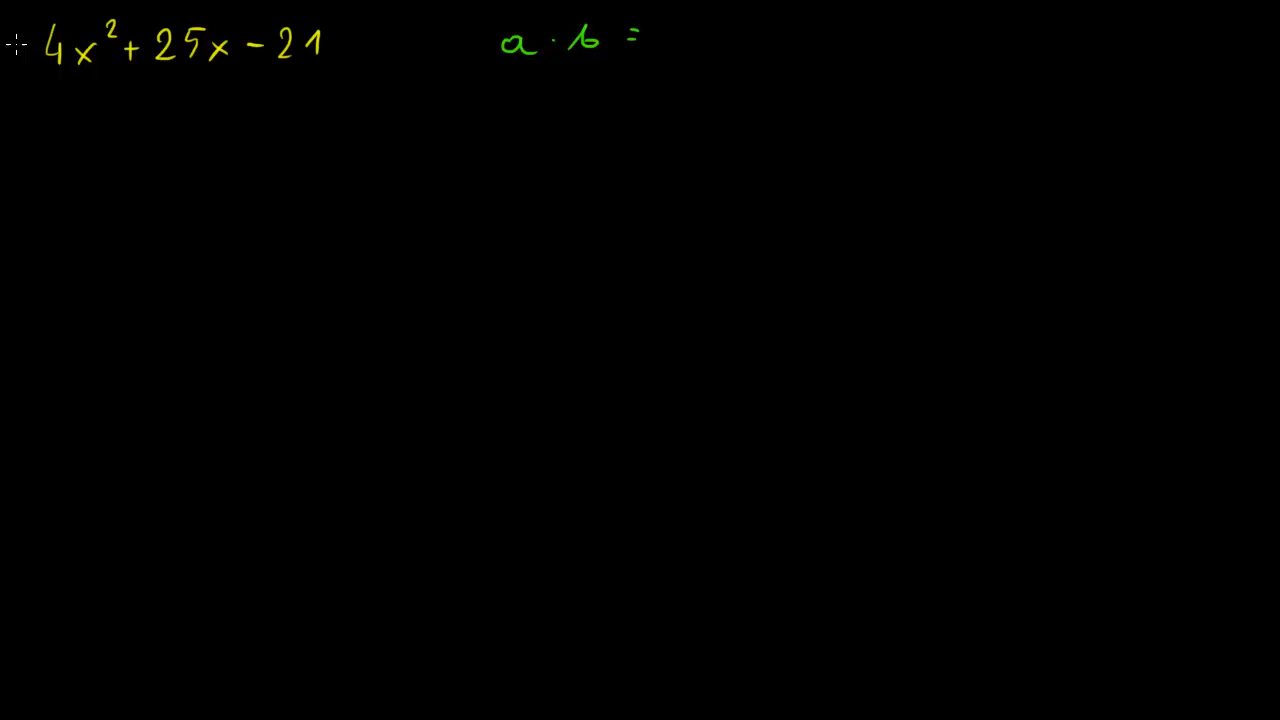 4x² + 25x - 21
a · b =